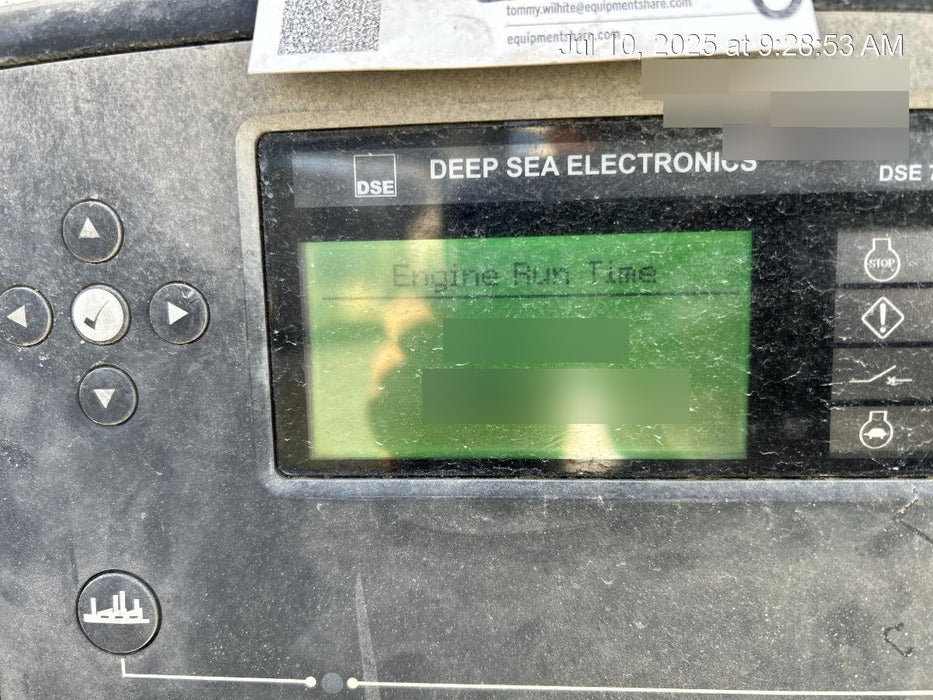 tommy.wilhite@equipmentshare.com
equipmentshare.com
Jul 10, 2025 at 9:28:53 AM
DSE
DEEP SEA ELECTRONICS
DSE 7
Engine Run Time
STOP